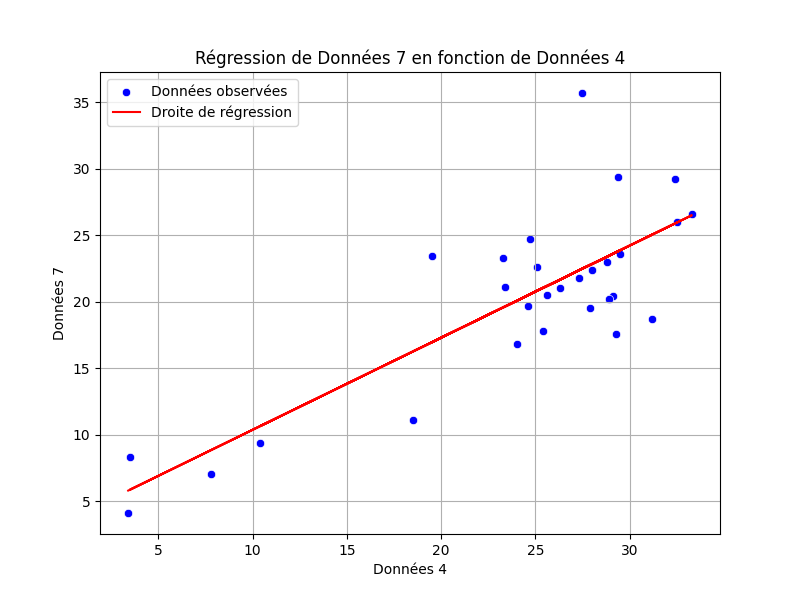 Régression de Données 7 en fonction de Données 4
Données observées
Droite de régression
35
30
25
20
15
10
5
Données 7
5 10 15 20 25 30
Données 4